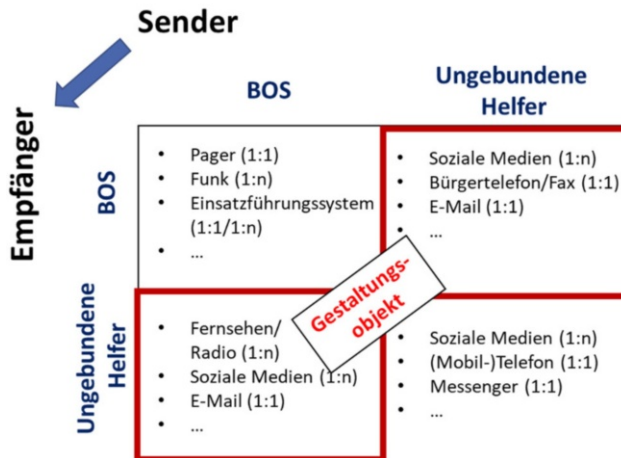 Sender
Empfänger
BOS
Ungebundene
Helfer
BOS
• Pager (1:1)
• Funk (1:n)
• Einsatzführungssystem
(1:1/1:n)
• ...
• Soziale Medien (1:n)
• Bürgertelefon/Fax (1:1)
• E-Mail (1:1)
• ...
Gestaltungs-
objekt
Ungebundene
Helfer
• Fernsehen/
Radio (1:n)
• Soziale Medien (1:n)
• E-Mail (1:1)
• ...
• Soziale Medien (1:n)
• (Mobil-)Telefon (1:1)
• Messenger (1:1)
• ...